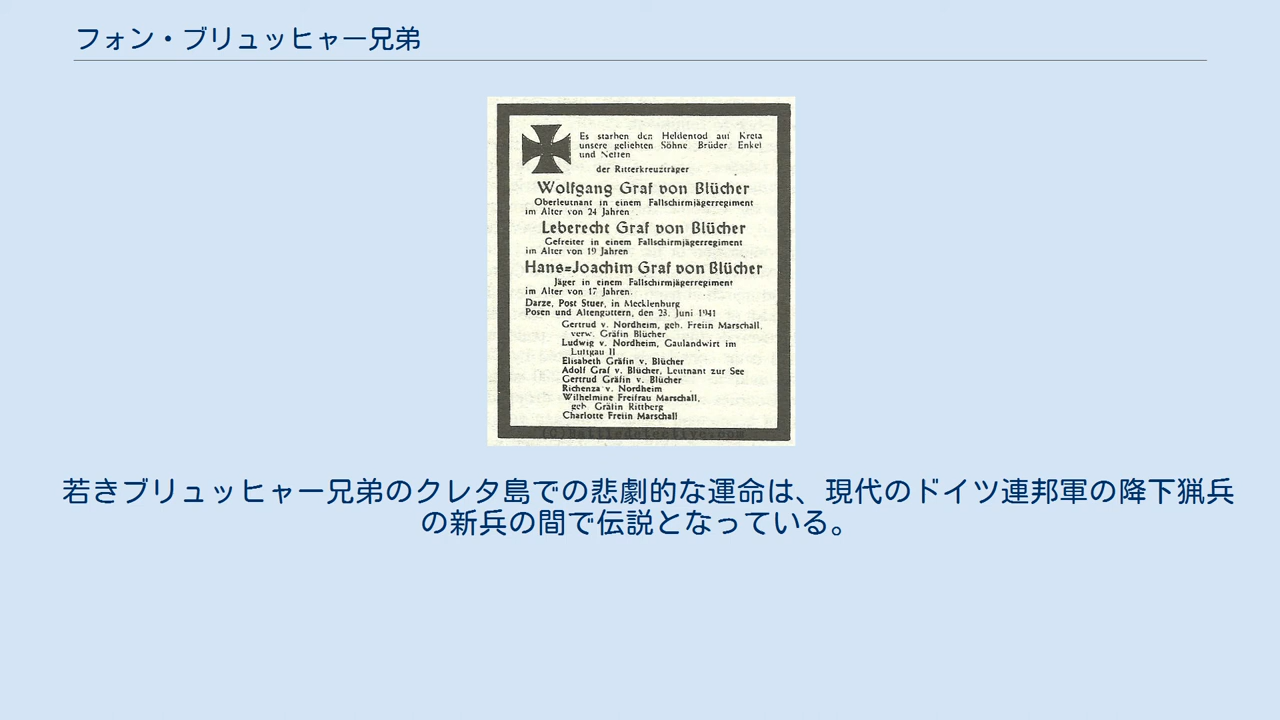 フォン・ブリュッヒャー兄弟
Es starben den Heldentod auf Kreta
unsere geliebten Söhne Brüder Enkel
und Neffen
der Ritterkreuzträger
Wolfgang Graf von Blücher
Oberleutnant in einem Fallschirmjägerregiment
im Alter von 24 Jahren
Leberecht Graf von Blücher
Gefreiter in einem Fallschirmjägerregiment
im Alter von 19 Jahren
Hans=Joachim Graf von Blücher
Jäger in einem Fallschirmjägerregiment
im Alter von 17 Jahren.
Darze, Post Stuer, in Mecklenburg
Posen und Altengottern, den 23. Juni 1941
Gertrud v. Nordheim, geb. Freiin Marschall,
verw. Gräfin Blücher
Ludwig v. Nordheim, Gaulandwirt im
Luftgau II
Elisabeth Gräfin v. Blücher
Adolf Graf v. Blücher, Leutnant zur See
Gertrud Gräfin v. Blücher
Richenza v. Nordheim
Wilhelmine Freifrau Marschall,
geb. Gräfin Rittberg
Charlotte Freiin Marschall
(C)Battledetective.com
若きブリュッヒャー兄弟のクレタ島での悲劇的な運命は、現代のドイツ連邦軍の降下猟兵
の新兵の間で伝説となっている。